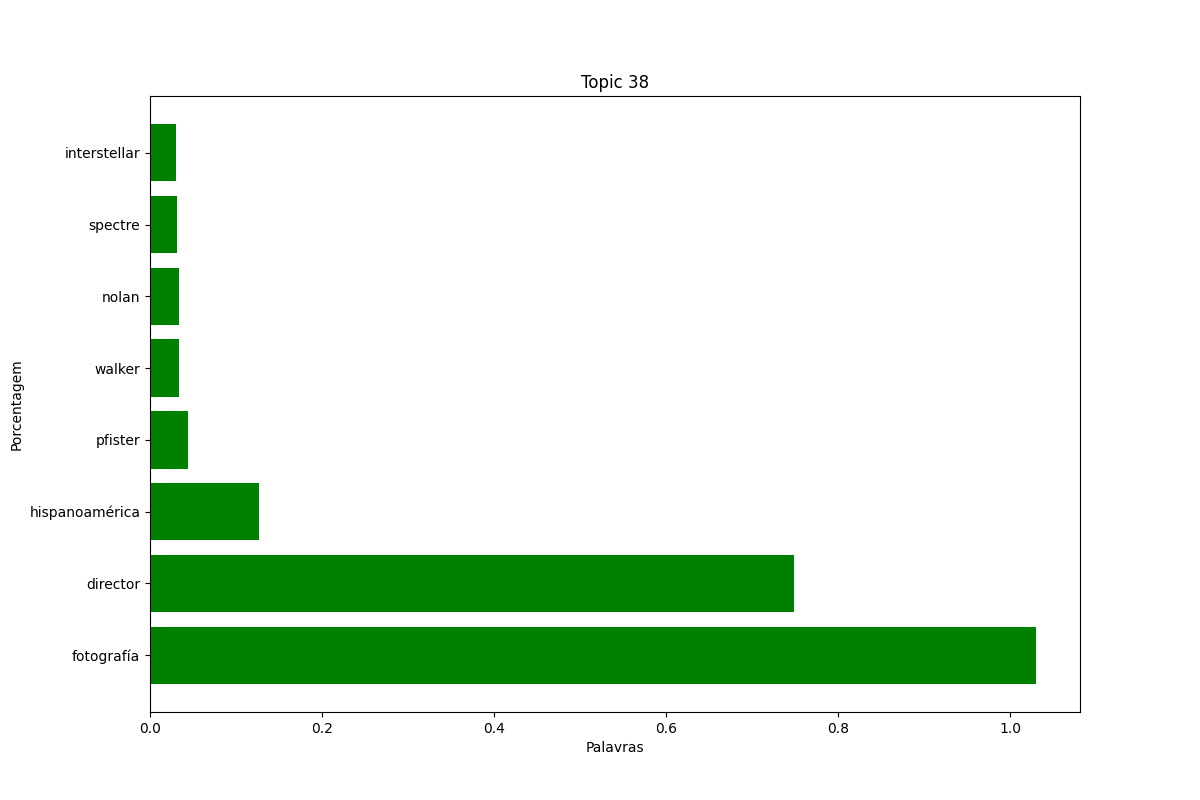 Topic 38
interstellar
spectre
nolan
walker
pfister
hispanoamérica
director
fotografía
Porcentagem
0.0 0.2 0.4 0.6 0.8 1.0
Palavras